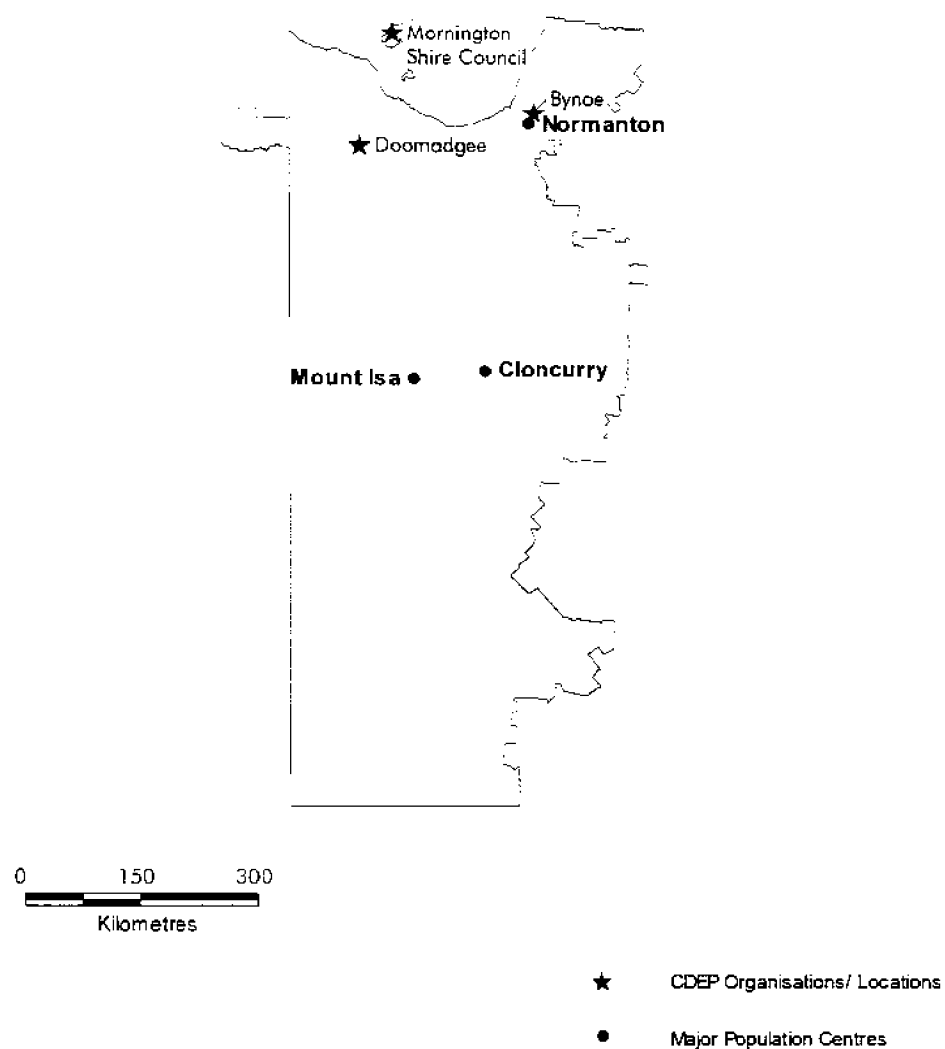 Mornington
Shire Council
Bynoe
Normanton
Doomadgee
Mount Isa
Cloncurry
0 150 300
Kilometres
CDEP Organisations/ Locations
Major Population Centres